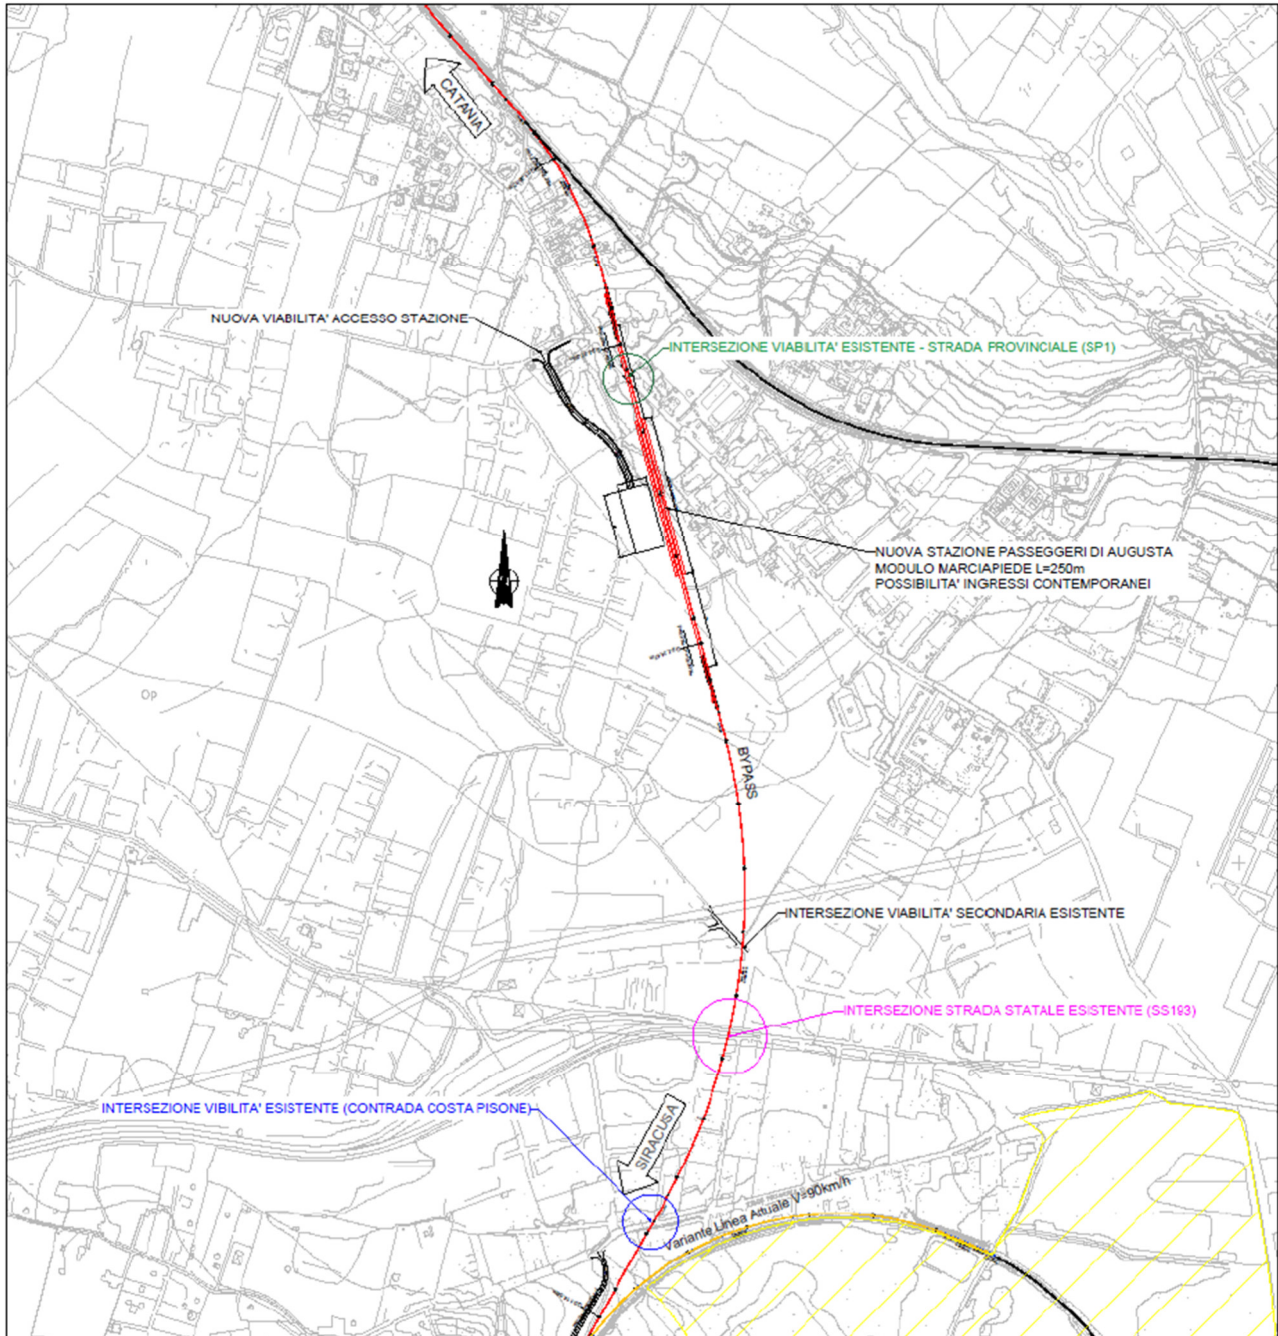 CATANIA
NUOVA VIABILITA' ACCESSO STAZIONE
INTERSEZIONE VIABILITA' ESISTENTE - STRADA PROVINCIALE (SP1)
NUOVA STAZIONE PASSEGGERI DI AUGUSTA
MODULO MARCIAPIEDE L=250m
POSSIBILITA' INGRESSI CONTEMPORANEI
OP
BYPASS
INTERSEZIONE VIABILITA' SECONDARIA ESISTENTE
INTERSEZIONE STRADA STATALE ESISTENTE (SS193)
INTERSEZIONE VIBILITA' ESISTENTE (CONTRADA COSTA PISONE)
SIRACUSA
Variante Linea Attuale V=90km/h